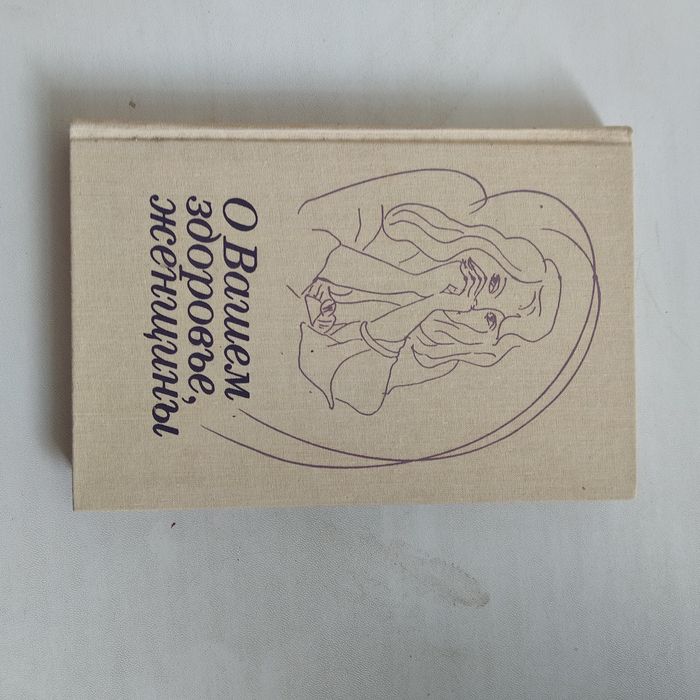 О Вашем
здоровье,
женщины